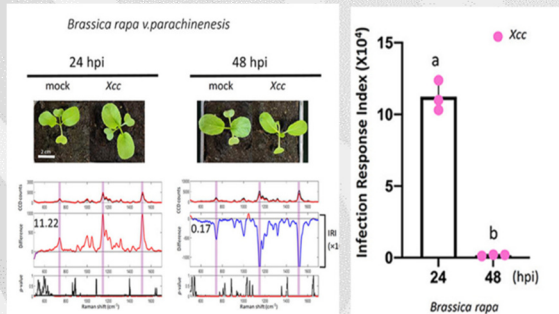 Brassica rapa v.parachinenesis
24 hpi
48 hpi
mock
Xcc
mock
Xcc
1 cm
CCD counts
CCD counts
11.22
Difference
0.17
Difference
IRI
p-value
p-value
Raman shift (cm⁻¹)
Raman shift (cm⁻¹)
Xcc
Infection Response Index (X10⁴)
15
10
5
0
a
b
24
48
(hpi)
Brassica rapa